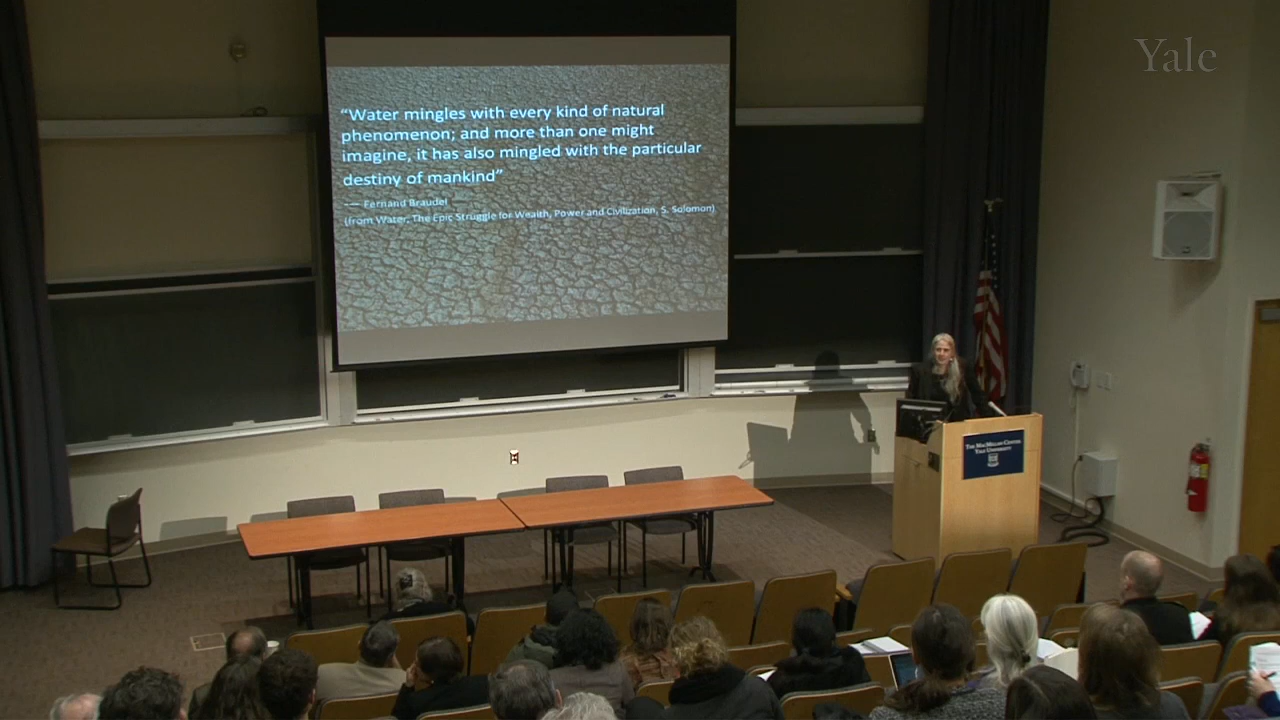 Yale
“Water mingles with every kind of natural
phenomenon; and more than one might
imagine, it has also mingled with the particular
destiny of mankind”
— Fernand Braudel
(from Water, The Epic Struggle for Wealth, Power and Civilization, S. Solomon)
THE MACMILLAN CENTER
YALE UNIVERSITY